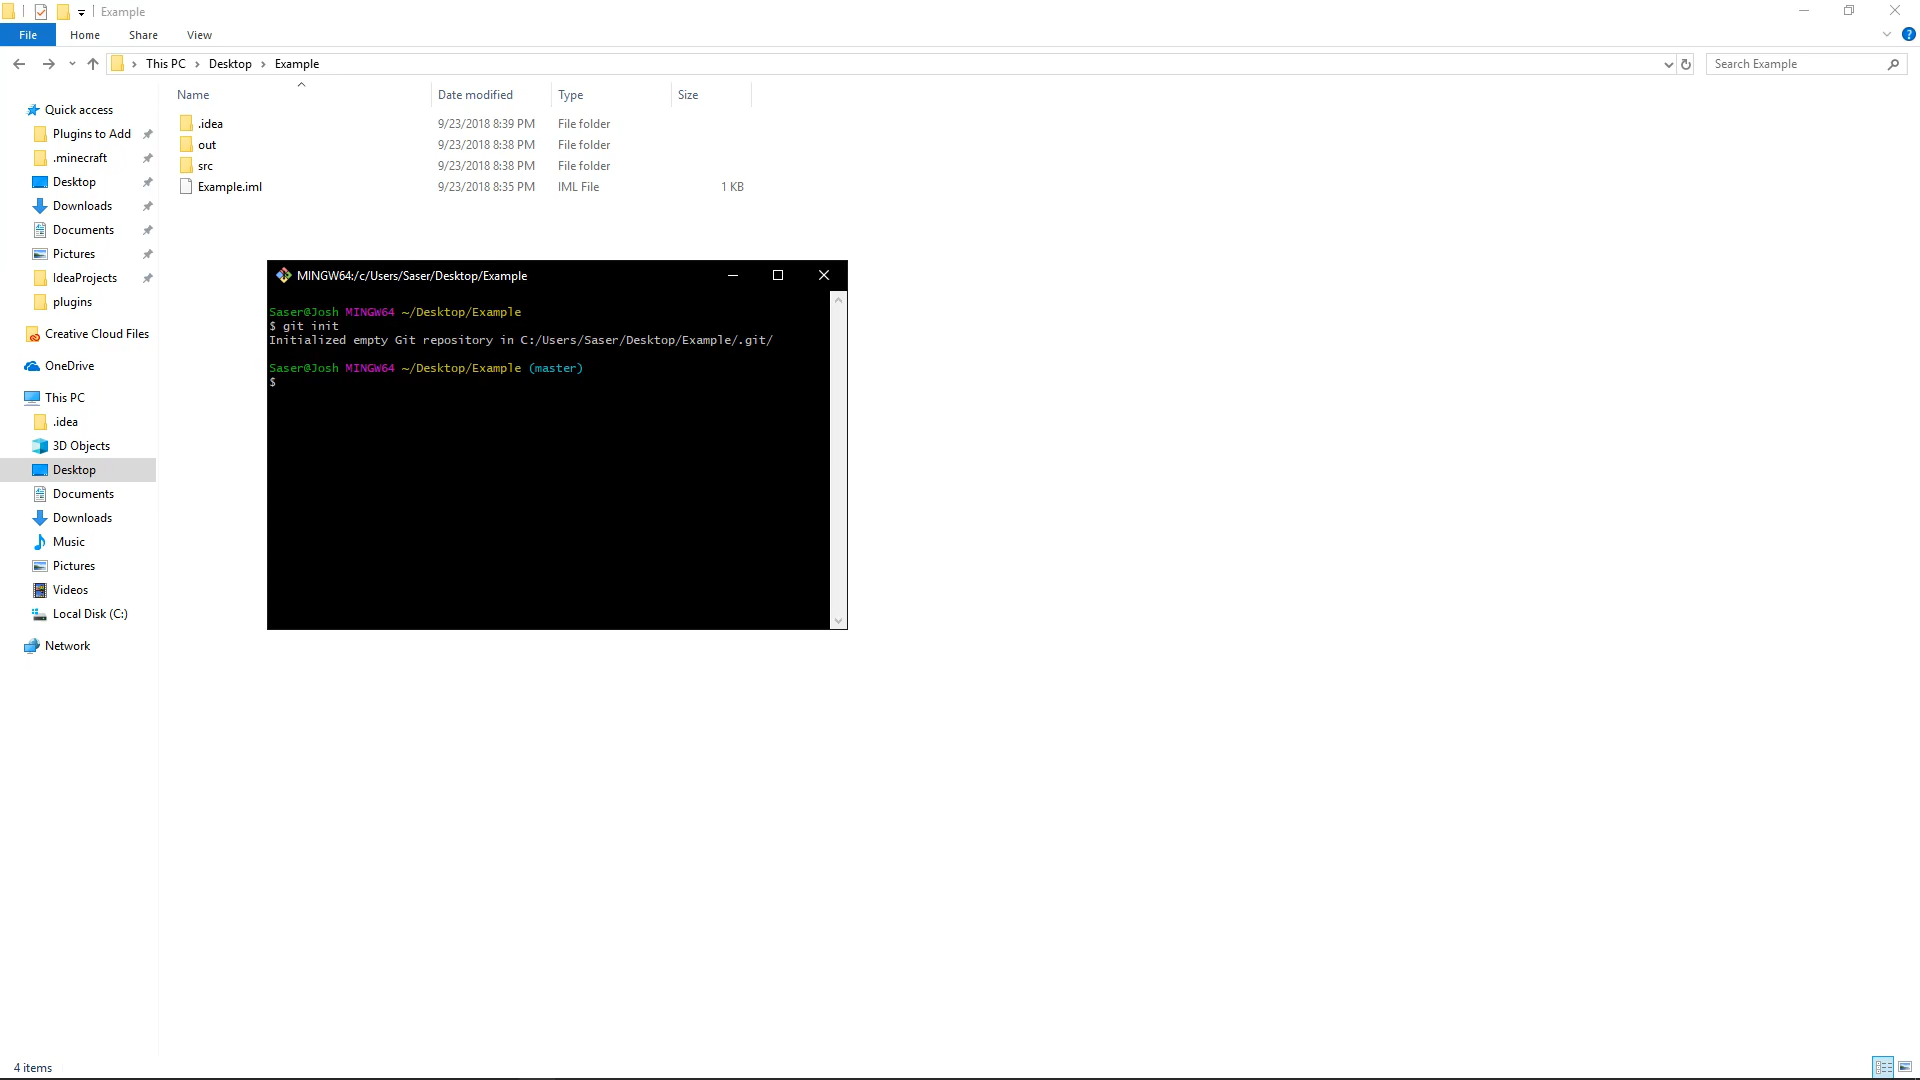 Example
File Home Share View
This PC Desktop Example
Search Example
Name Date modified Type Size
.idea 9/23/2018 8:39 PM File folder
out 9/23/2018 8:38 PM File folder
src 9/23/2018 8:38 PM File folder
Example.iml 9/23/2018 8:35 PM IML File 1 KB
Quick access
Plugins to Add
.minecraft
Desktop
Downloads
Documents
Pictures
IdeaProjects
plugins
Creative Cloud Files
OneDrive
This PC
.idea
3D Objects
Desktop
Documents
Downloads
Music
Pictures
Videos
Local Disk (C:)
Network
MINGW64:/c/Users/Saser/Desktop/Example
Saser@Josh MINGW64 ~/Desktop/Example
$ git init
Initialized empty Git repository in C:/Users/Saser/Desktop/Example/.git/
Saser@Josh MINGW64 ~/Desktop/Example (master)
$
4 items